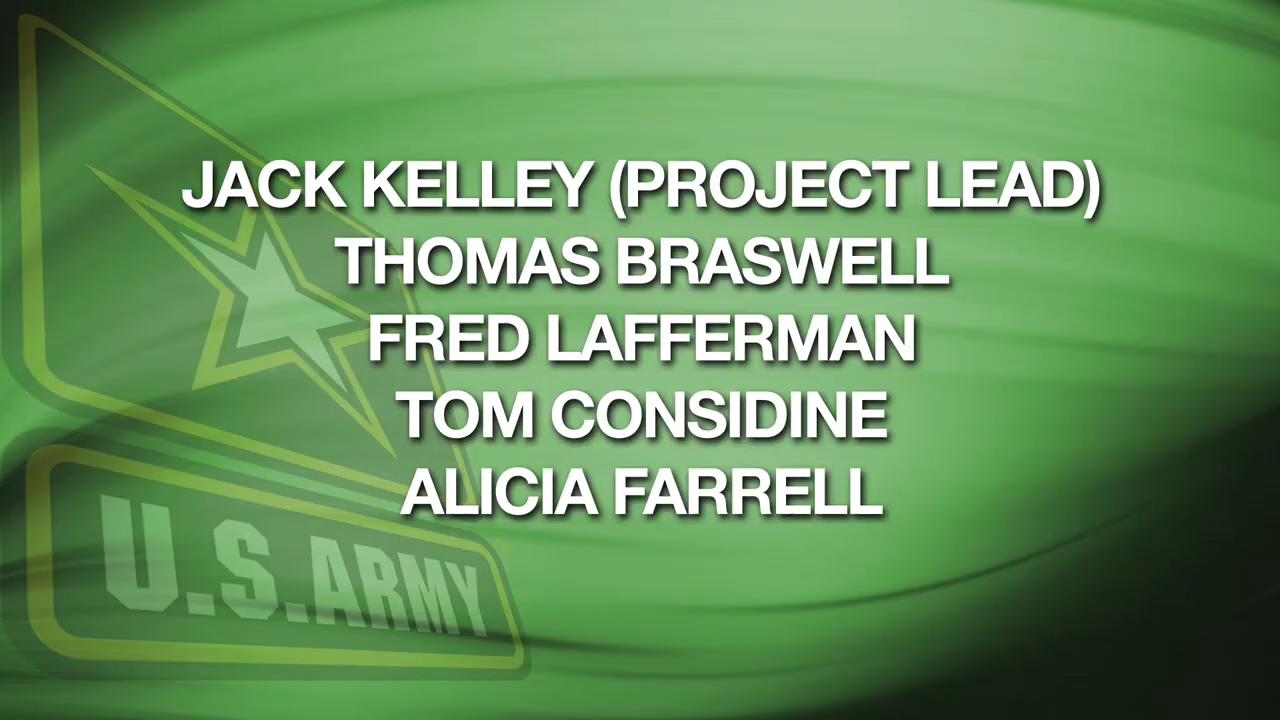 JACK KELLEY (PROJECT LEAD)
THOMAS BRASWELL
FRED LAFFERMAN
TOM CONSIDINE
ALICIA FARRELL
U.S.ARMY